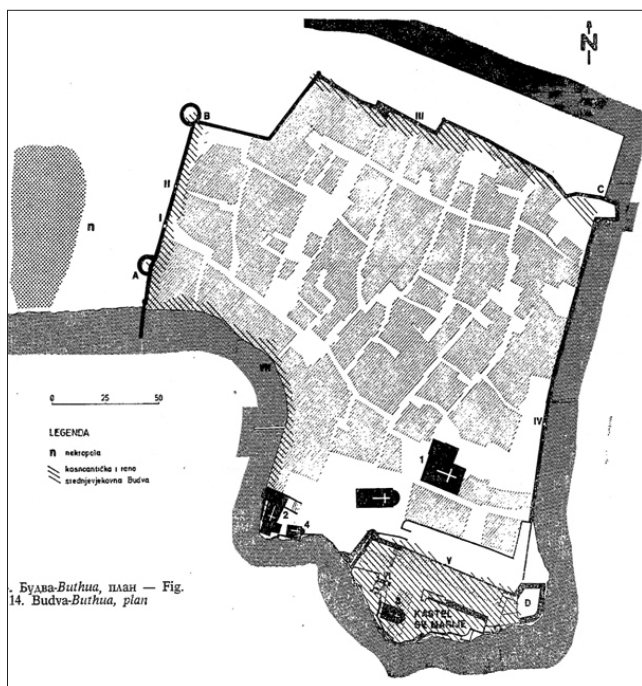 N
B
III
II
C
I
n
A
VII
0 25 50
LEGENDA
n nekropola
kasnoantička i rano
srednjevjekovna Budva
IV
1
2
4
V
3
D
KASTEL
SV. MARIJE
. Будва-Buthua, план — Fig.
14. Budva-Buthua, plan